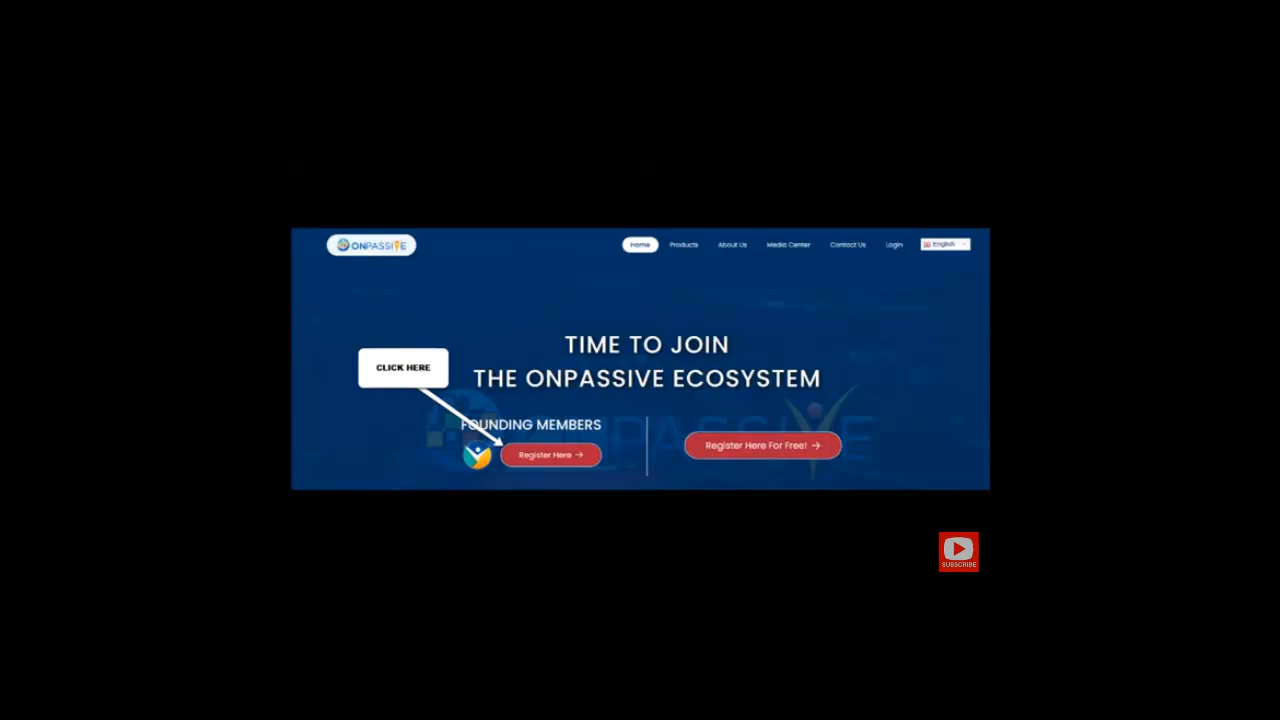 ONPASSIVE
Home Products About Us Media Center Contact Us Login English
TIME TO JOIN
THE ONPASSIVE ECOSYSTEM
CLICK HERE
FOUNDING MEMBERS
Register Here →
Register Here For Free! →
ONPASSIVE
SUBSCRIBE